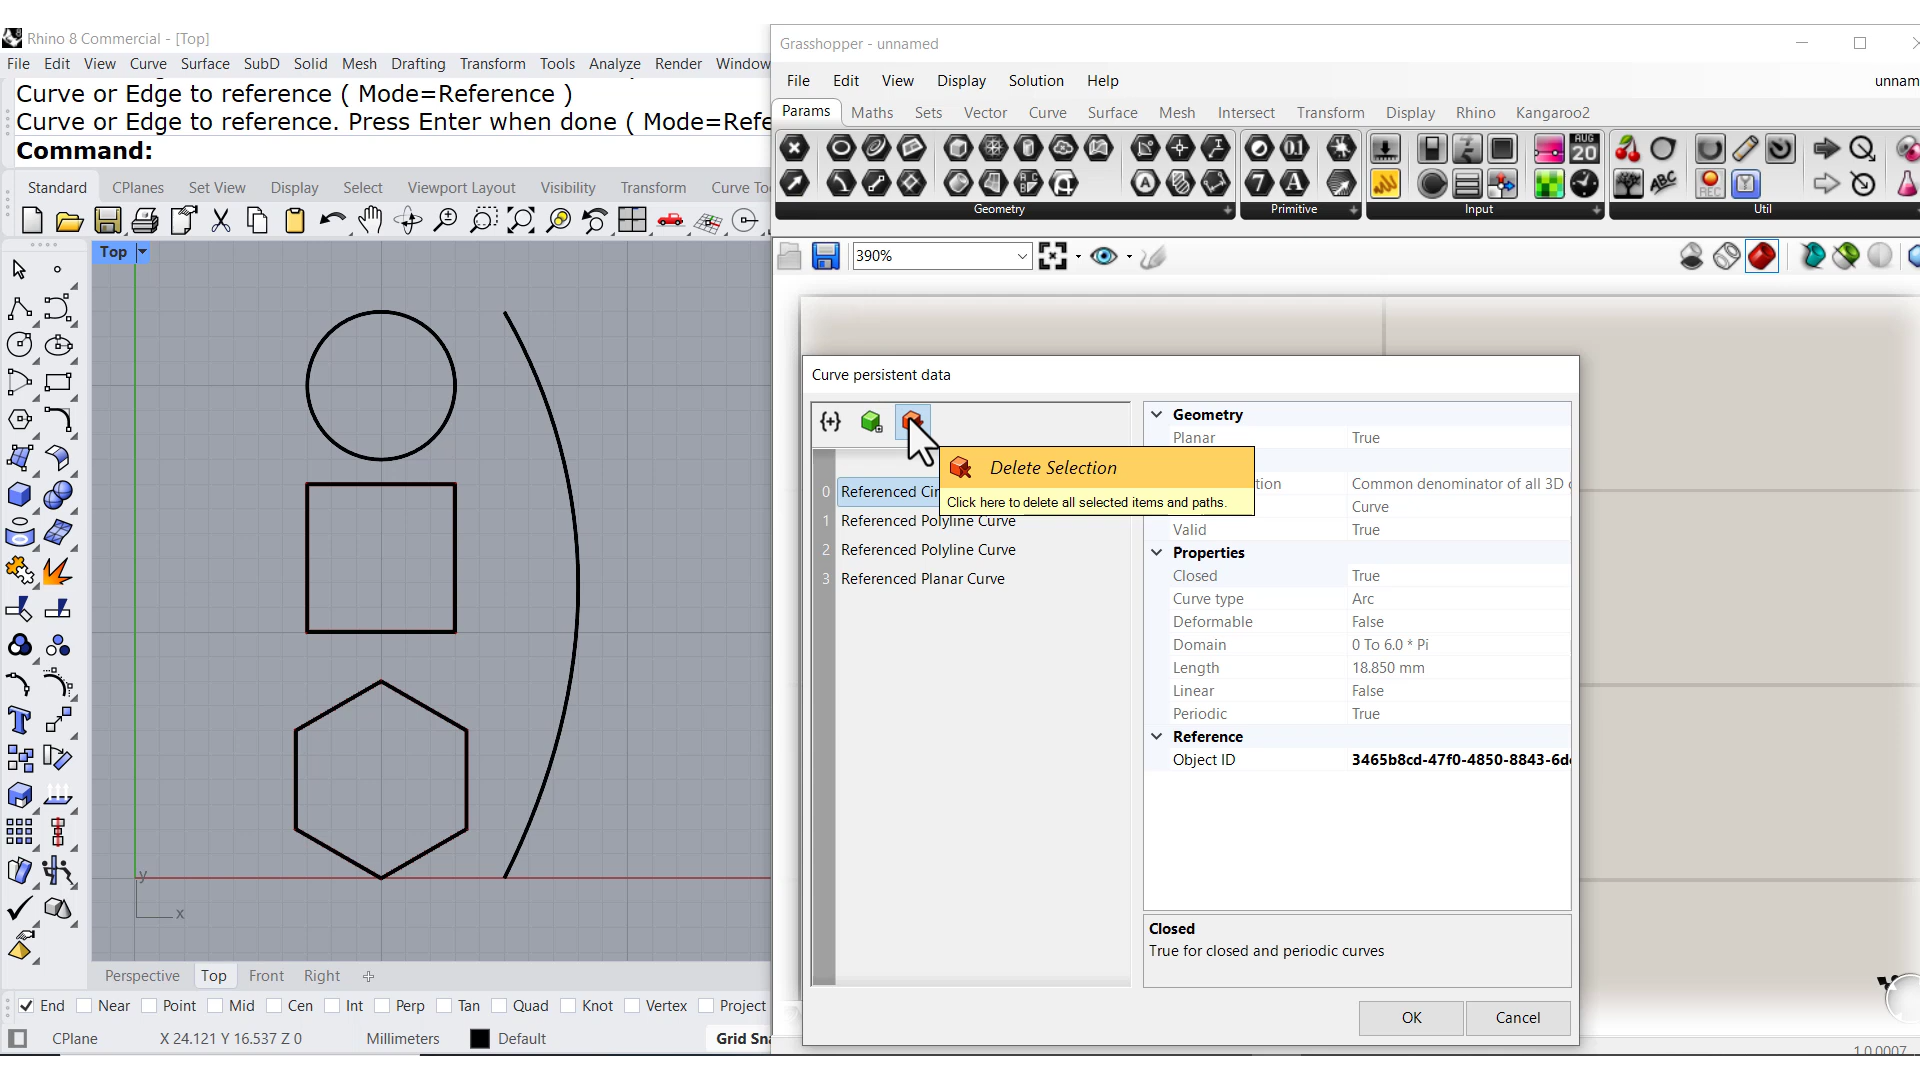 Rhino 8 Commercial - [Top]
File Edit View Curve Surface SubD Solid Mesh Drafting Transform Tools Analyze Render Window
Curve or Edge to reference ( Mode=Reference )
Curve or Edge to reference. Press Enter when done ( Mode=Refe
Command:
Standard CPlanes Set View Display Select Viewport Layout Visibility Transform Curve To
Top
y
x
Perspective Top Front Right
End Near Point Mid Cen Int Perp Tan Quad Knot Vertex Project
CPlane X 24.121 Y 16.537 Z 0 Millimeters Default Grid Sna
Grasshopper - unnamed
File Edit View Display Solution Help unnam
Params Maths Sets Vector Curve Surface Mesh Intersect Transform Display Rhino Kangaroo2
AUG
20
REC
Geometry Primitive Input Util
390%
Curve persistent data
Delete Selection
Click here to delete all selected items and paths.
0 Referenced Cir
1 Referenced Polyline Curve
2 Referenced Polyline Curve
3 Referenced Planar Curve
Geometry
Planar True
tion Common denominator of all 3D c
Curve
Valid True
Properties
Closed True
Curve type Arc
Deformable False
Domain 0 To 6.0 * Pi
Length 18.850 mm
Linear False
Periodic True
Reference
Object ID 3465b8cd-47f0-4850-8843-6d
Closed
True for closed and periodic curves
OK Cancel
1.0.0007